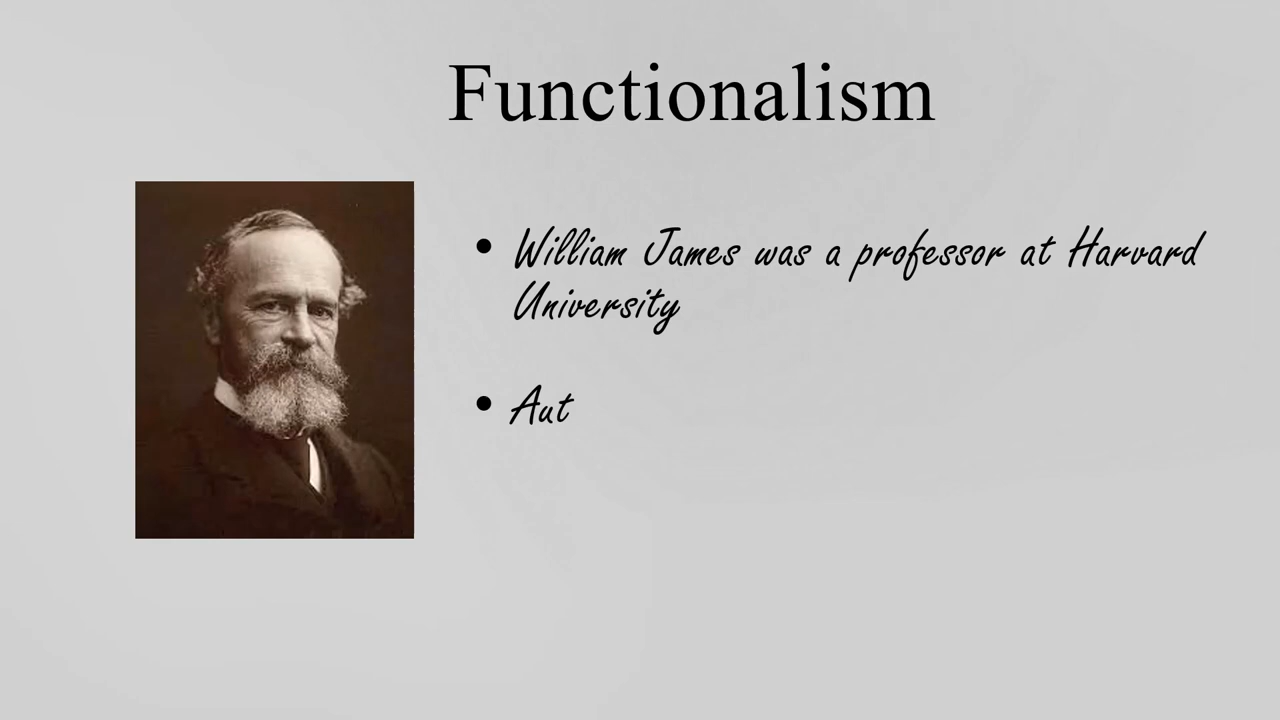 Functionalism
• William James was a professor at Harvard
University
• Aut